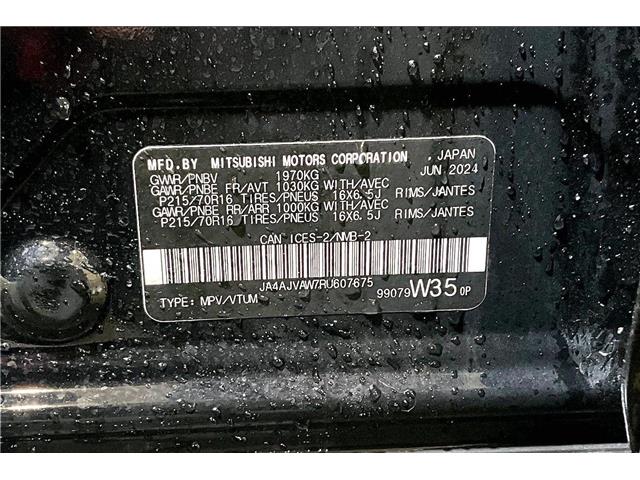 MFD.BY MITSUBISHI MOTORS CORPORATION JAPAN
GVWR/PNBV 1970KG JUN 2024
GAWR/PNBE FR/AVT 1030KG WITH/AVEC
P215/70R16 TIRES/PNEUS 16X6.5J RIMS/JANTES
GAWR/PNBE RR/ARR 1000KG WITH/AVEC
P215/70R16 TIRES/PNEUS 16X6.5J RIMS/JANTES
CAN ICES-2/NMB-2
JA4AJVAW7RU607675
TYPE: MPV/VTUM 99079W35 0P